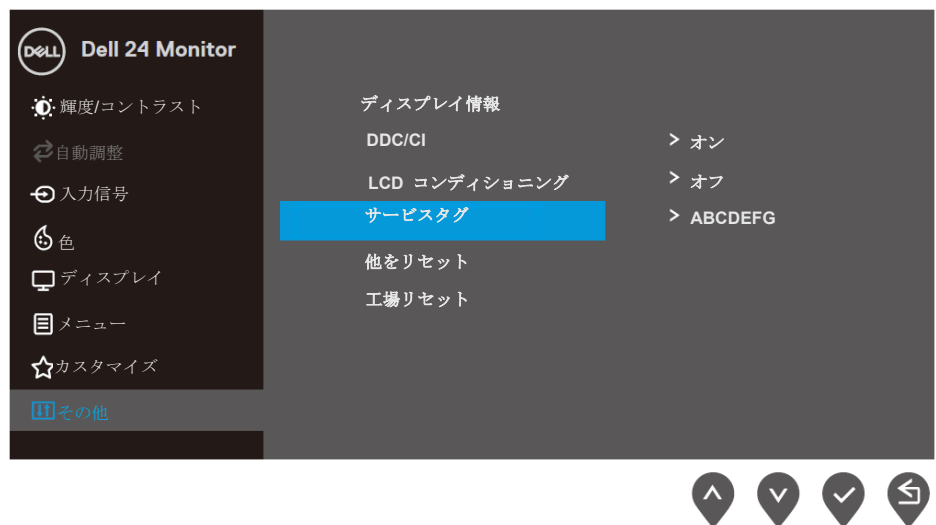 DELL Dell 24 Monitor
輝度/コントラスト
自動調整
入力信号
色
ディスプレイ
メニュー
カスタマイズ
その他
ディスプレイ情報
DDC/CI > オン
LCD コンディショニング > オフ
サービスタグ > ABCDEFG
他をリセット
工場リセット